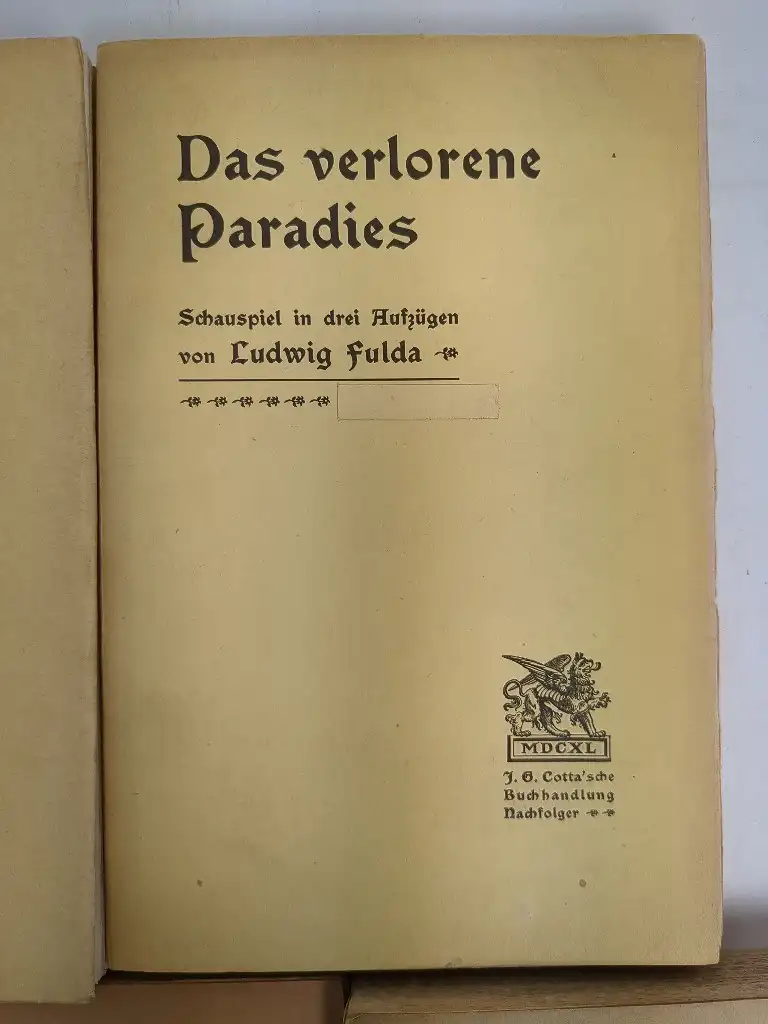 Das verlorene
Paradies
Schauspiel in drei Aufzügen
von Ludwig Fulda
MDCXL
J. G. Cotta'sche
Buchhandlung
Nachfolger